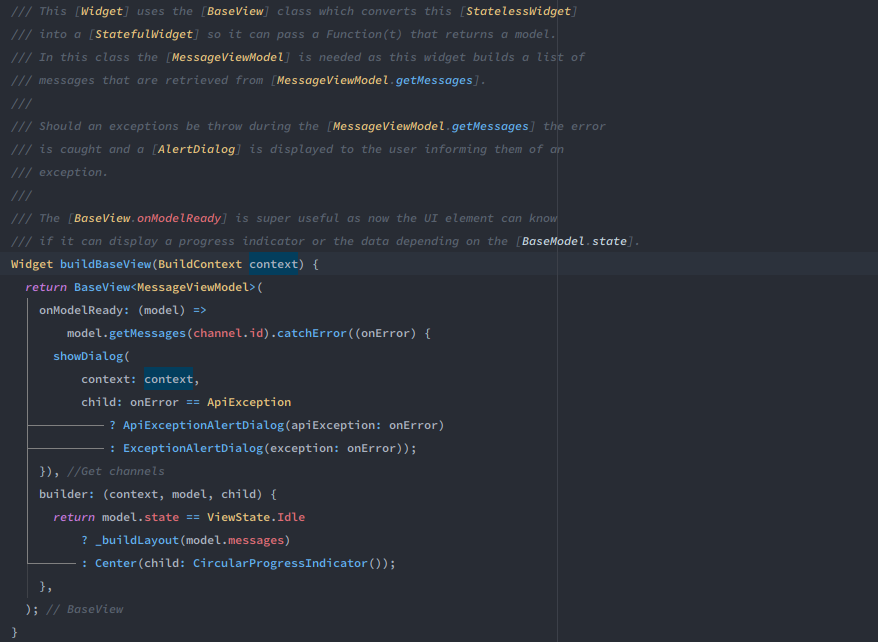 /// This [Widget] uses the [BaseView] class which converts this [StatelessWidget]
/// into a [StatefulWidget] so it can pass a Function(t) that returns a model.
/// In this class the [MessageViewModel] is needed as this widget builds a list of
/// messages that are retrieved from [MessageViewModel.getMessages].
///
/// Should an exceptions be throw during the [MessageViewModel.getMessages] the error
/// is caught and a [AlertDialog] is displayed to the user informing them of an
/// exception.
///
/// The [BaseView.onModelReady] is super useful as now the UI element can know
/// if it can display a progress indicator or the data depending on the [BaseModel.state].
Widget buildBaseView(BuildContext context) {
  return BaseView<MessageViewModel>(
    onModelReady: (model) =>
        model.getMessages(channel.id).catchError((onError) {
      showDialog(
          context: context,
          child: onError == ApiException
              ? ApiExceptionAlertDialog(apiException: onError)
              : ExceptionAlertDialog(exception: onError));
    }), //Get channels
    builder: (context, model, child) {
      return model.state == ViewState.Idle
          ? _buildLayout(model.messages)
          : Center(child: CircularProgressIndicator());
    },
  ); // BaseView
}